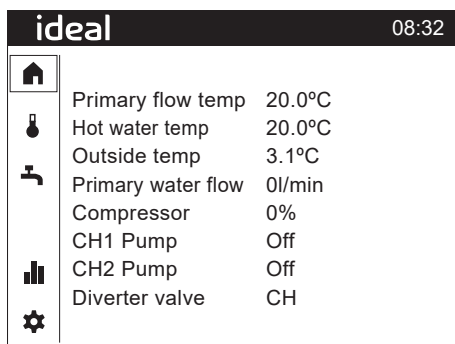 ideal 08:32
Primary flow temp 20.0ºC
Hot water temp 20.0ºC
Outside temp 3.1ºC
Primary water flow 0l/min
Compressor 0%
CH1 Pump Off
CH2 Pump Off
Diverter valve CH